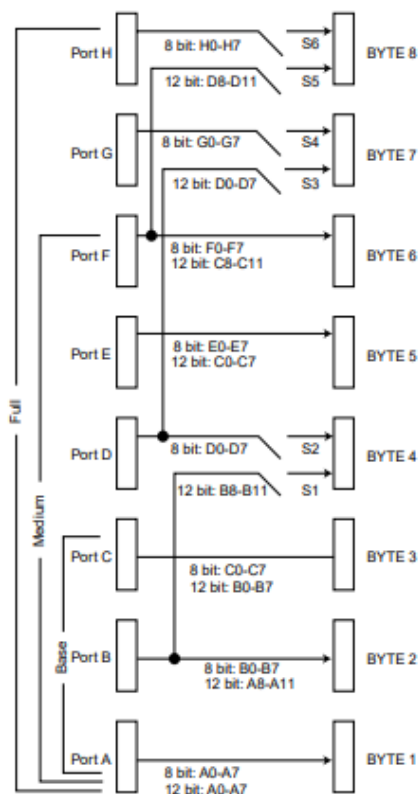 Port H
8 bit: H0-H7
S6
BYTE 8
12 bit: D8-D11
S5
Port G
8 bit: G0-G7
S4
BYTE 7
12 bit: D0-D7
S3
Port F
8 bit: F0-F7
12 bit: C8-C11
BYTE 6
Port E
8 bit: E0-E7
12 bit: C0-C7
BYTE 5
Full
Port D
8 bit: D0-D7
S2
BYTE 4
12 bit: B8-B11
S1
Medium
Port C
8 bit: C0-C7
12 bit: B0-B7
BYTE 3
Base
Port B
8 bit: B0-B7
12 bit: A8-A11
BYTE 2
Port A
8 bit: A0-A7
12 bit: A0-A7
BYTE 1